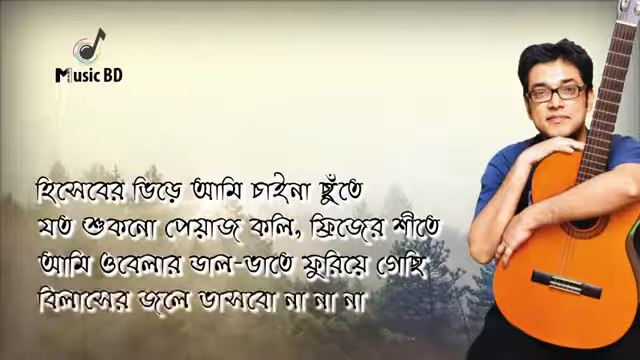 Music BD
হিসেবের ভিড়ে আমি চাইনা ছুঁতে
যত শুকনো পেয়াজ কলি, ফ্রিজের শীতে
আমি ওবেলার ডাল-ভাতে ফুরিয়ে গেছি
বিলাসের জলে ভাসবো না না না